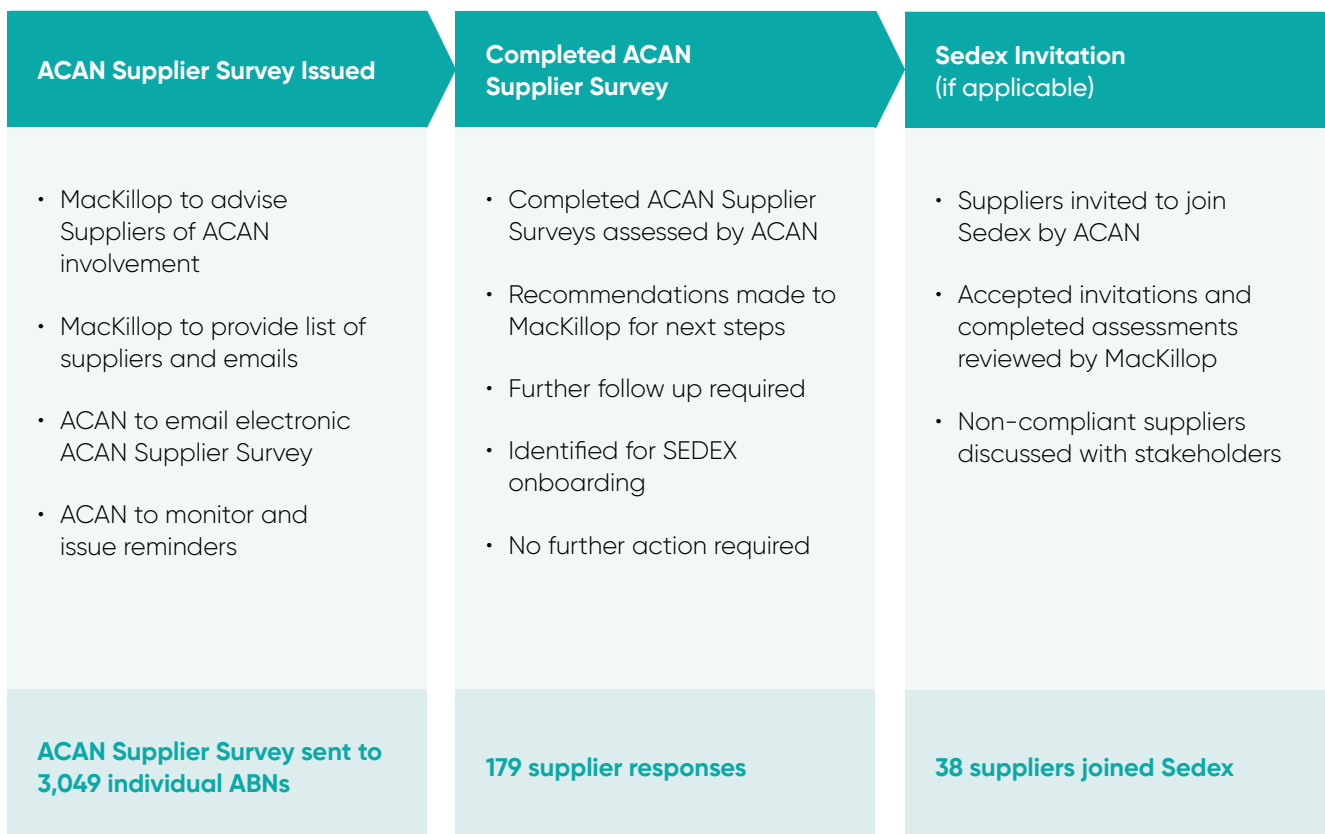 ACAN Supplier Survey Issued
• MacKillop to advise
Suppliers of ACAN
involvement
• MacKillop to provide list of
suppliers and emails
• ACAN to email electronic
ACAN Supplier Survey
• ACAN to monitor and
issue reminders
ACAN Supplier Survey sent to
3,049 individual ABNs
Completed ACAN
Supplier Survey
• Completed ACAN Supplier
Surveys assessed by ACAN
• Recommendations made to
MacKillop for next steps
• Further follow up required
• Identified for SEDEX
onboarding
• No further action required
179 supplier responses
Sedex Invitation
(if applicable)
• Suppliers invited to join
Sedex by ACAN
• Accepted invitations and
completed assessments
reviewed by MacKillop
• Non-compliant suppliers
discussed with stakeholders
38 suppliers joined Sedex